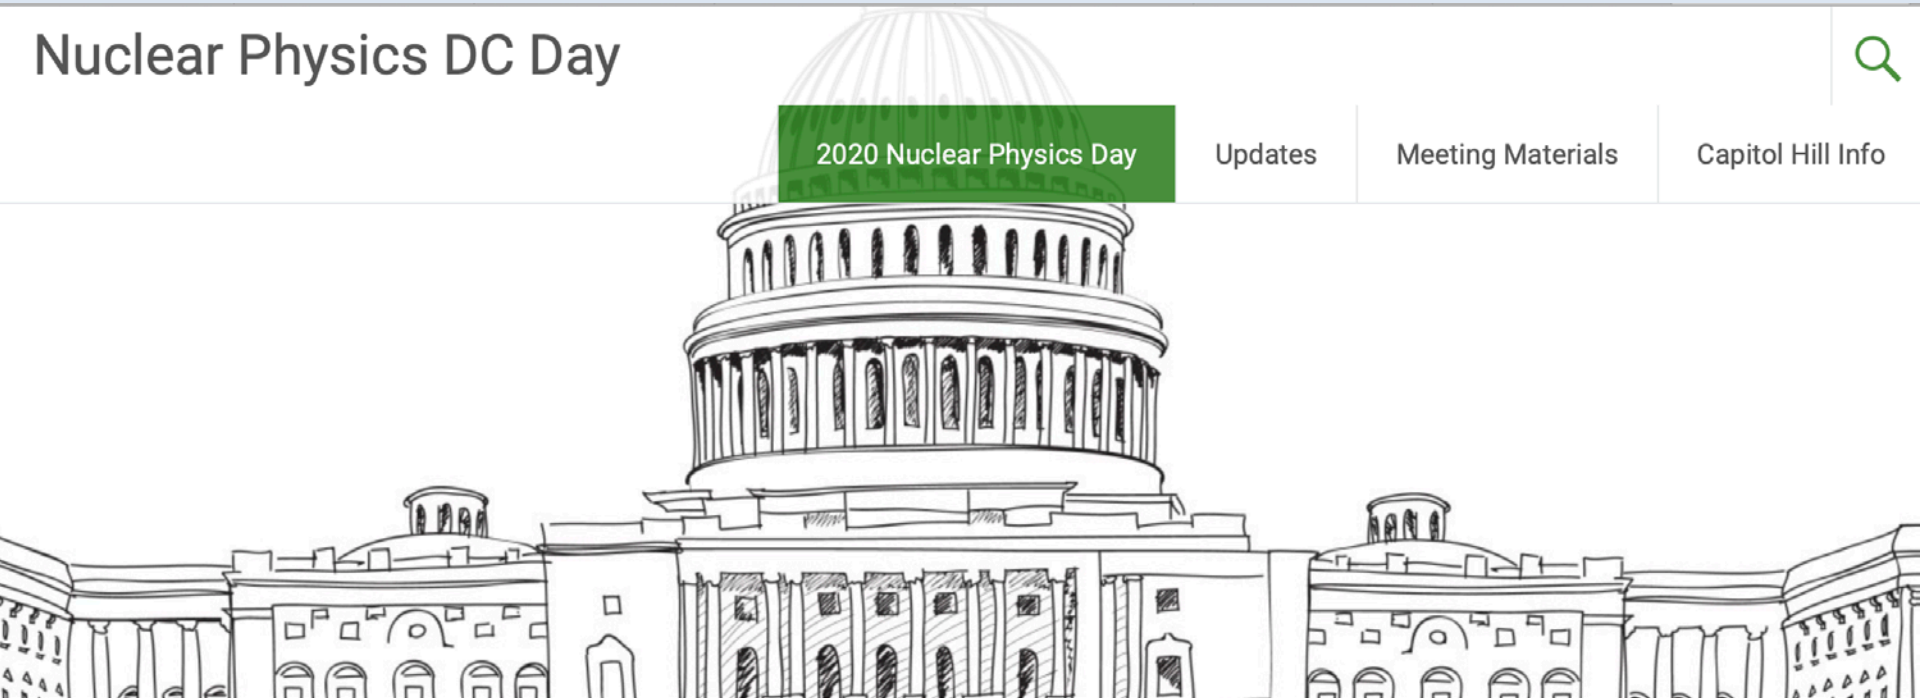 Nuclear Physics DC Day
2020 Nuclear Physics Day
Updates
Meeting Materials
Capitol Hill Info